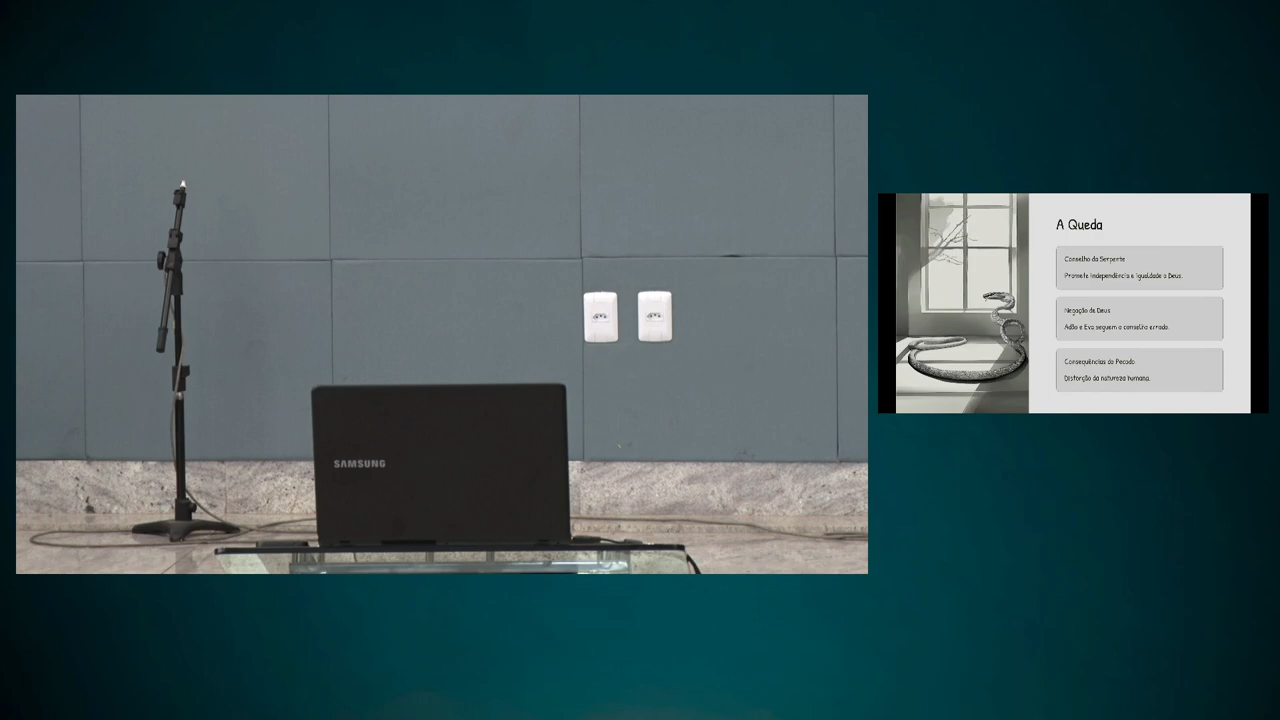 SAMSUNG
A Queda
Conselho da Serpente
Promete independência e igualdade a Deus.
Negação de Deus
Adão e Eva seguem o conselho errado.
Consequências do Pecado
Distorção da natureza humana.